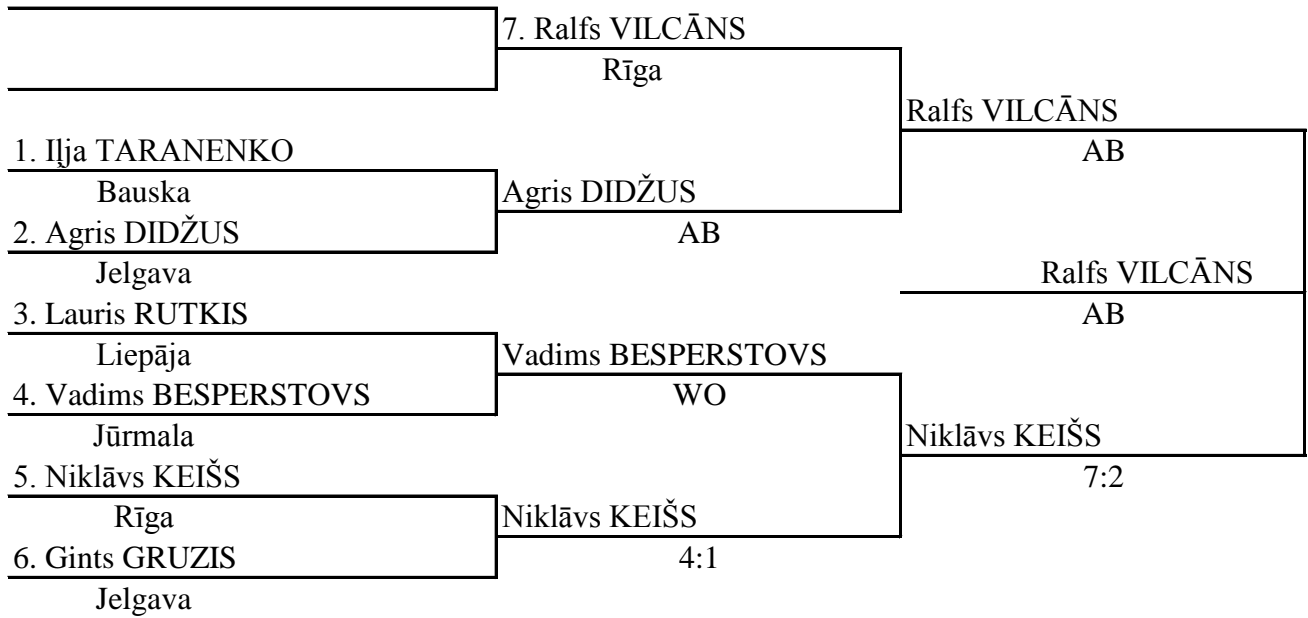 7. Ralfs VILCĀNS
Rīga
Ralfs VILCĀNS
1. Iļja TARANENKO
AB
Bauska
Agris DIDŽUS
2. Agris DIDŽUS
AB
Jelgava
Ralfs VILCĀNS
3. Lauris RUTKIS
AB
Liepāja
Vadims BESPERSTOVS
4. Vadims BESPERSTOVS
WO
Jūrmala
Niklāvs KEIŠS
5. Niklāvs KEIŠS
7:2
Rīga
Niklāvs KEIŠS
6. Gints GRUZIS
4:1
Jelgava